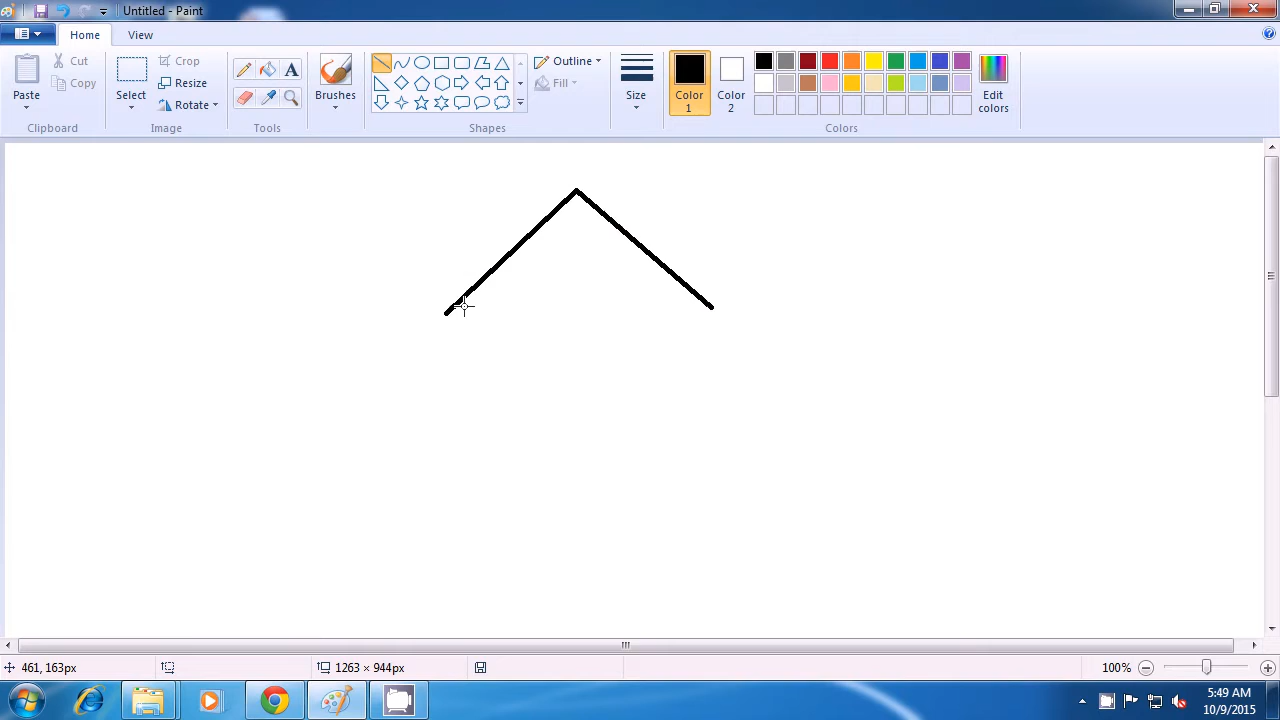 Untitled - Paint
Home View
Paste
Cut
Copy
Clipboard
Select
Crop
Resize
Rotate
Image
A
Tools
Brushes
Outline
Fill
Shapes
Size
Color 1
Color 2
Edit colors
Colors
461, 163px
1263 × 944px
100%
5:49 AM
10/9/2015